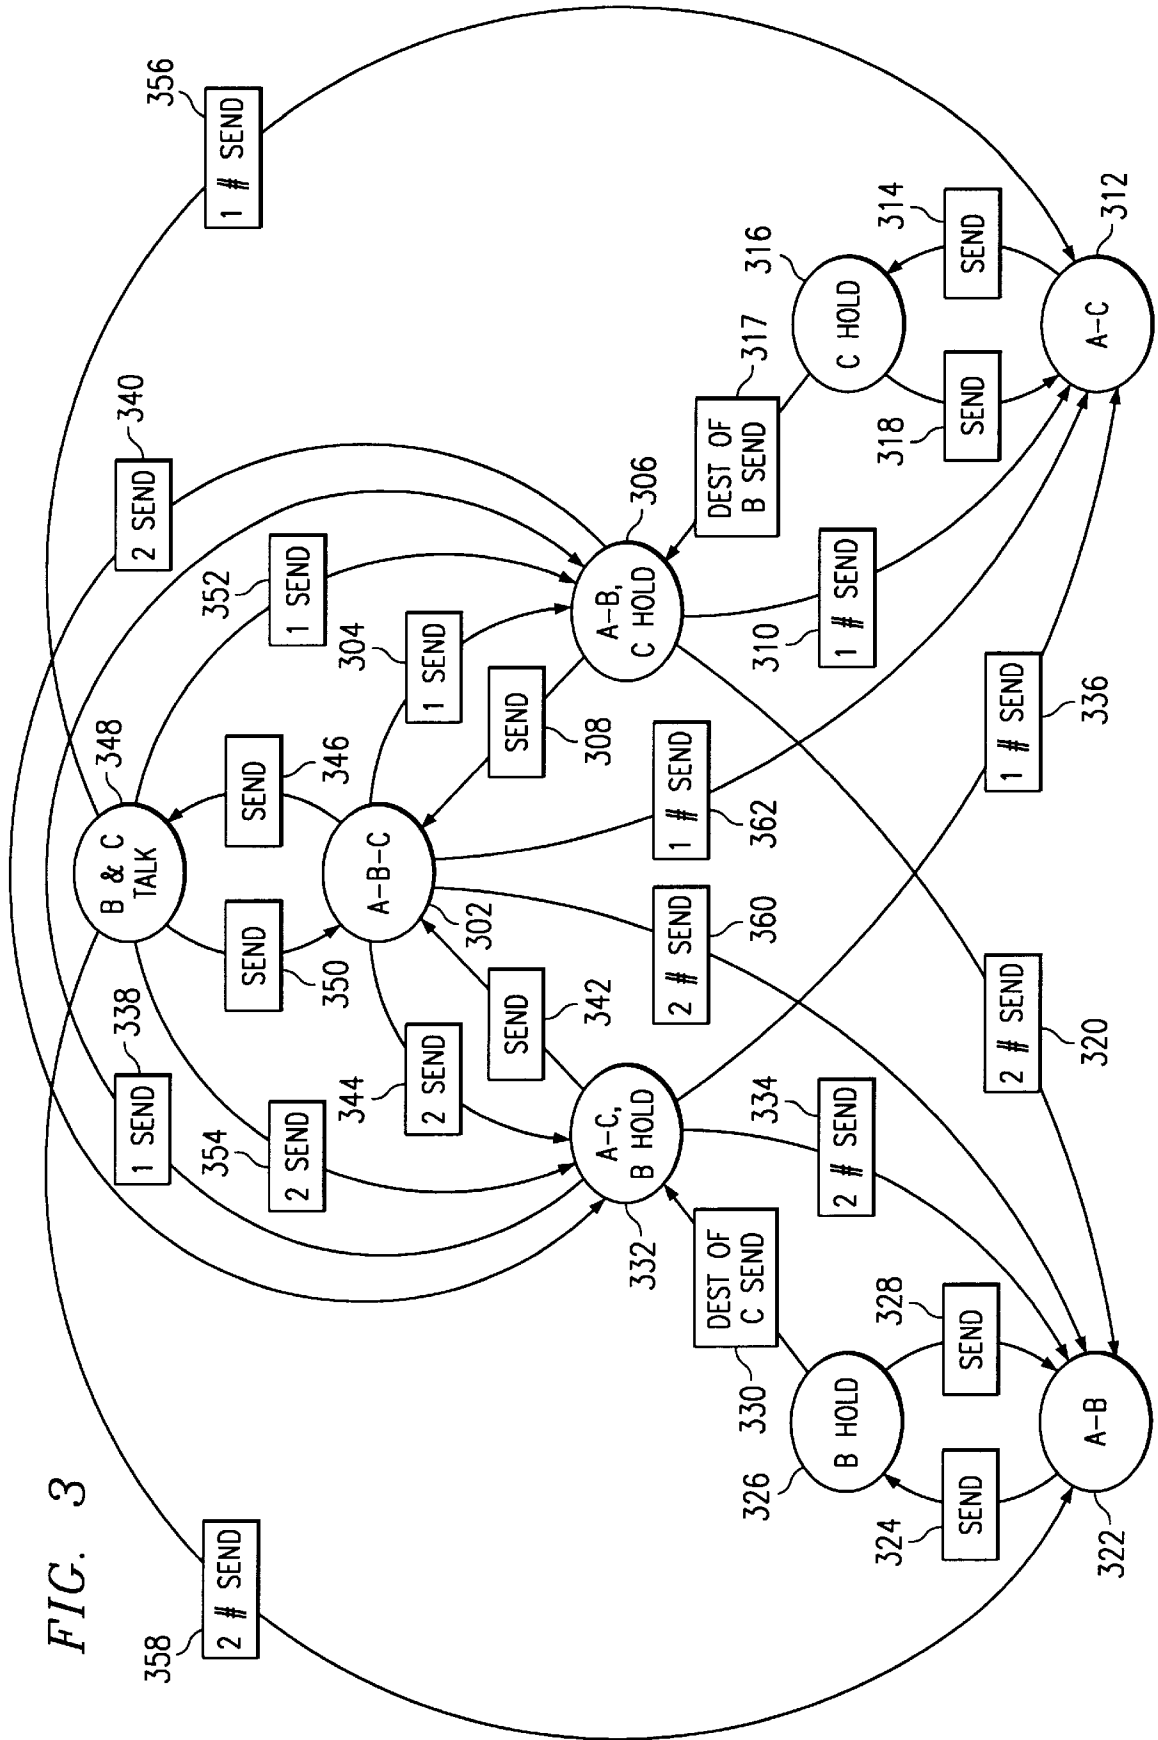 FIG. 3
358
2 # SEND
356
1 # SEND
338
1 SEND
340
2 SEND
B & C
TALK
348
354
2 SEND
350
SEND
346
SEND
352
1 SEND
A-B-C
302
344
2 SEND
304
1 SEND
342
SEND
308
SEND
A-C,
B HOLD
332
A-B,
C HOLD
306
360
2 # SEND
362
1 # SEND
DEST OF
C SEND
330
DEST OF
B SEND
317
334
2 # SEND
310
1 # SEND
B HOLD
326
C HOLD
316
324
SEND
328
SEND
320
2 # SEND
336
1 # SEND
318
SEND
314
SEND
A-B
322
A-C
312